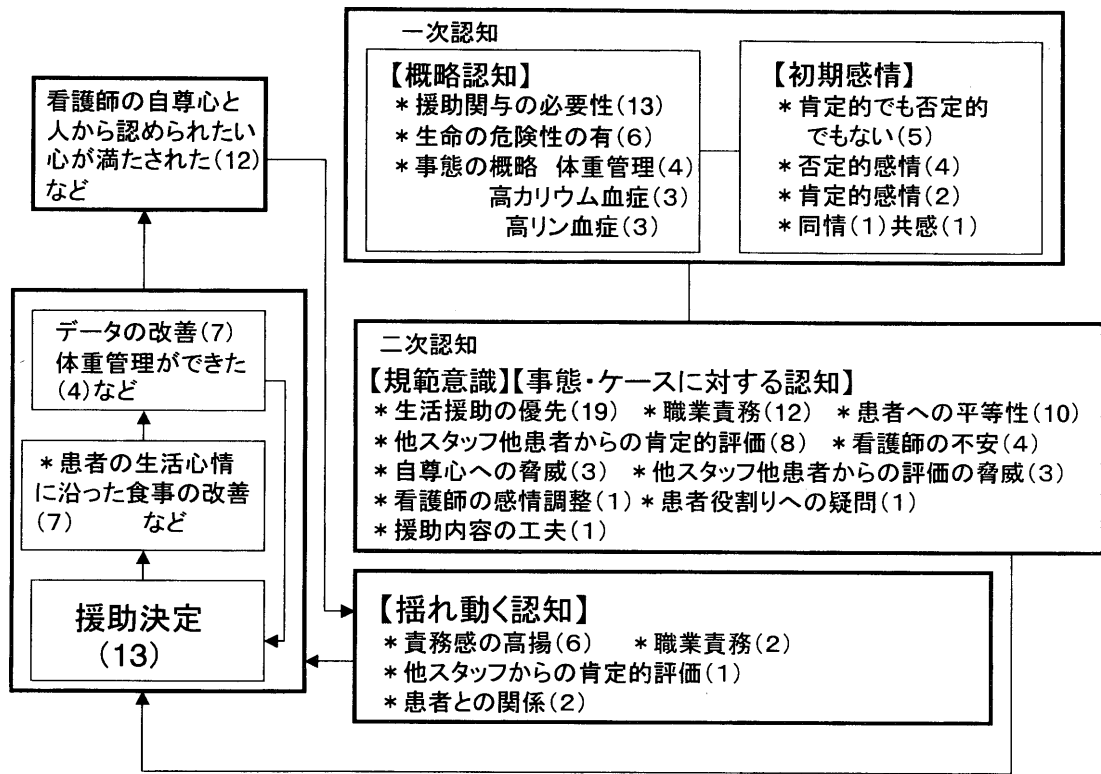 一次認知
【概略認知】
＊援助関与の必要性(13)
＊生命の危険性の有(6)
＊事態の概略 体重管理(4)
高カリウム血症(3)
高リン血症(3)
【初期感情】
＊肯定的でも否定的
でもない(5)
＊否定的感情(4)
＊肯定的感情(2)
＊同情(1)共感(1)
看護師の自尊心と
人から認められたい
心が満たされた(12)
など
データの改善(7)
体重管理ができた
(4)など
＊患者の生活心情
に沿った食事の改善
(7) など
援助決定
(13)
二次認知
【規範意識】【事態・ケースに対する認知】
＊生活援助の優先(19) ＊職業責務(12) ＊患者への平等性(10)
＊他スタッフ他患者からの肯定的評価(8) ＊看護師の不安(4)
＊自尊心への脅威(3) ＊他スタッフ他患者からの評価の脅威(3)
＊看護師の感情調整(1) ＊患者役割りへの疑問(1)
＊援助内容の工夫(1)
【揺れ動く認知】
＊責務感の高揚(6) ＊職業責務(2)
＊他スタッフからの肯定的評価(1)
＊患者との関係(2)